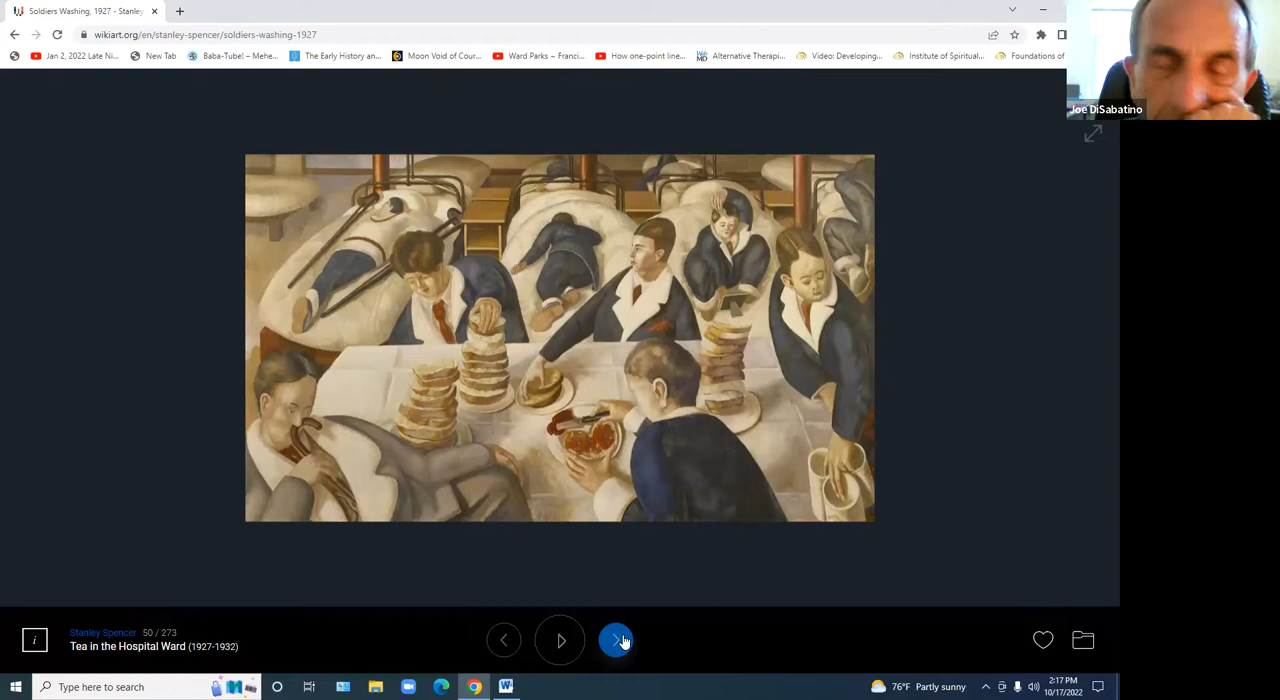 Soldiers Washing, 1927 - Stanley
wikiart.org/en/stanley-spencer/soldiers-washing-1927
Jan 2, 2022 Late Ni...
New Tab
Baba-Tube! – Mehe...
The Early History an...
Moon Void of Cour...
Ward Parks ~ Franci...
How one-point line...
Alternative Therapi...
Video: Developing...
Institute of Spiritual...
Foundations of
Joe DiSabatino
i
Stanley Spencer 50 / 273
Tea in the Hospital Ward (1927-1932)
Type here to search
W
76°F Partly sunny
2:17 PM
10/17/2022